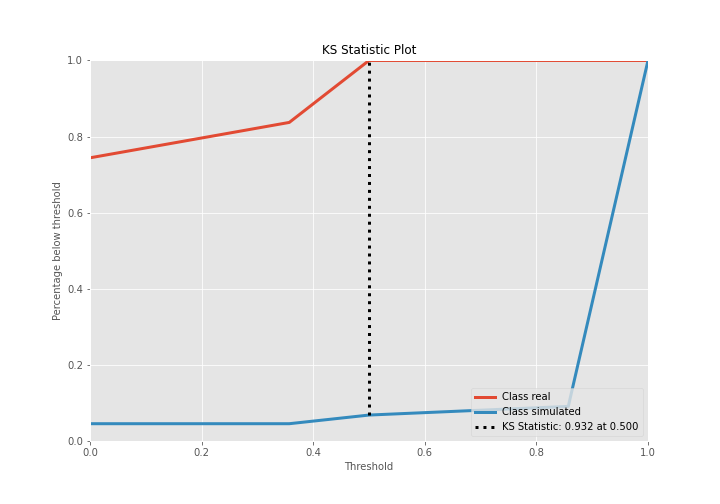 KS Statistic Plot
1.0
0.8
0.6
0.4
0.2
0.0
Percentage below threshold
0.0 0.2 0.4 0.6 0.8 1.0
Threshold
Class real
Class simulated
KS Statistic: 0.932 at 0.500